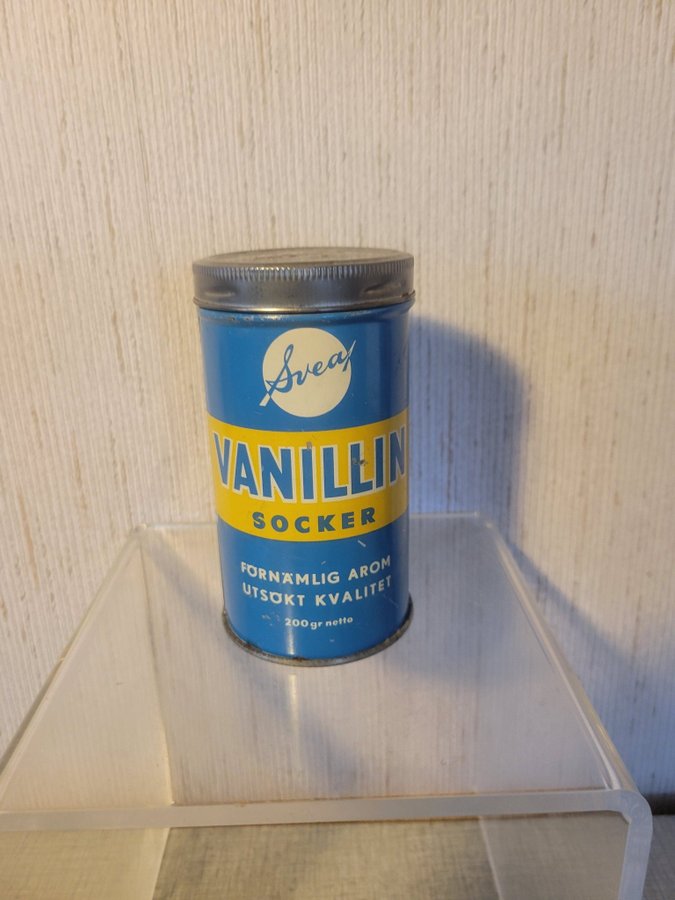 Svea
VANILLIN
SOCKER
FÖRNÄMLIG AROM
UTSÖKT KVALITET
200 gr netto